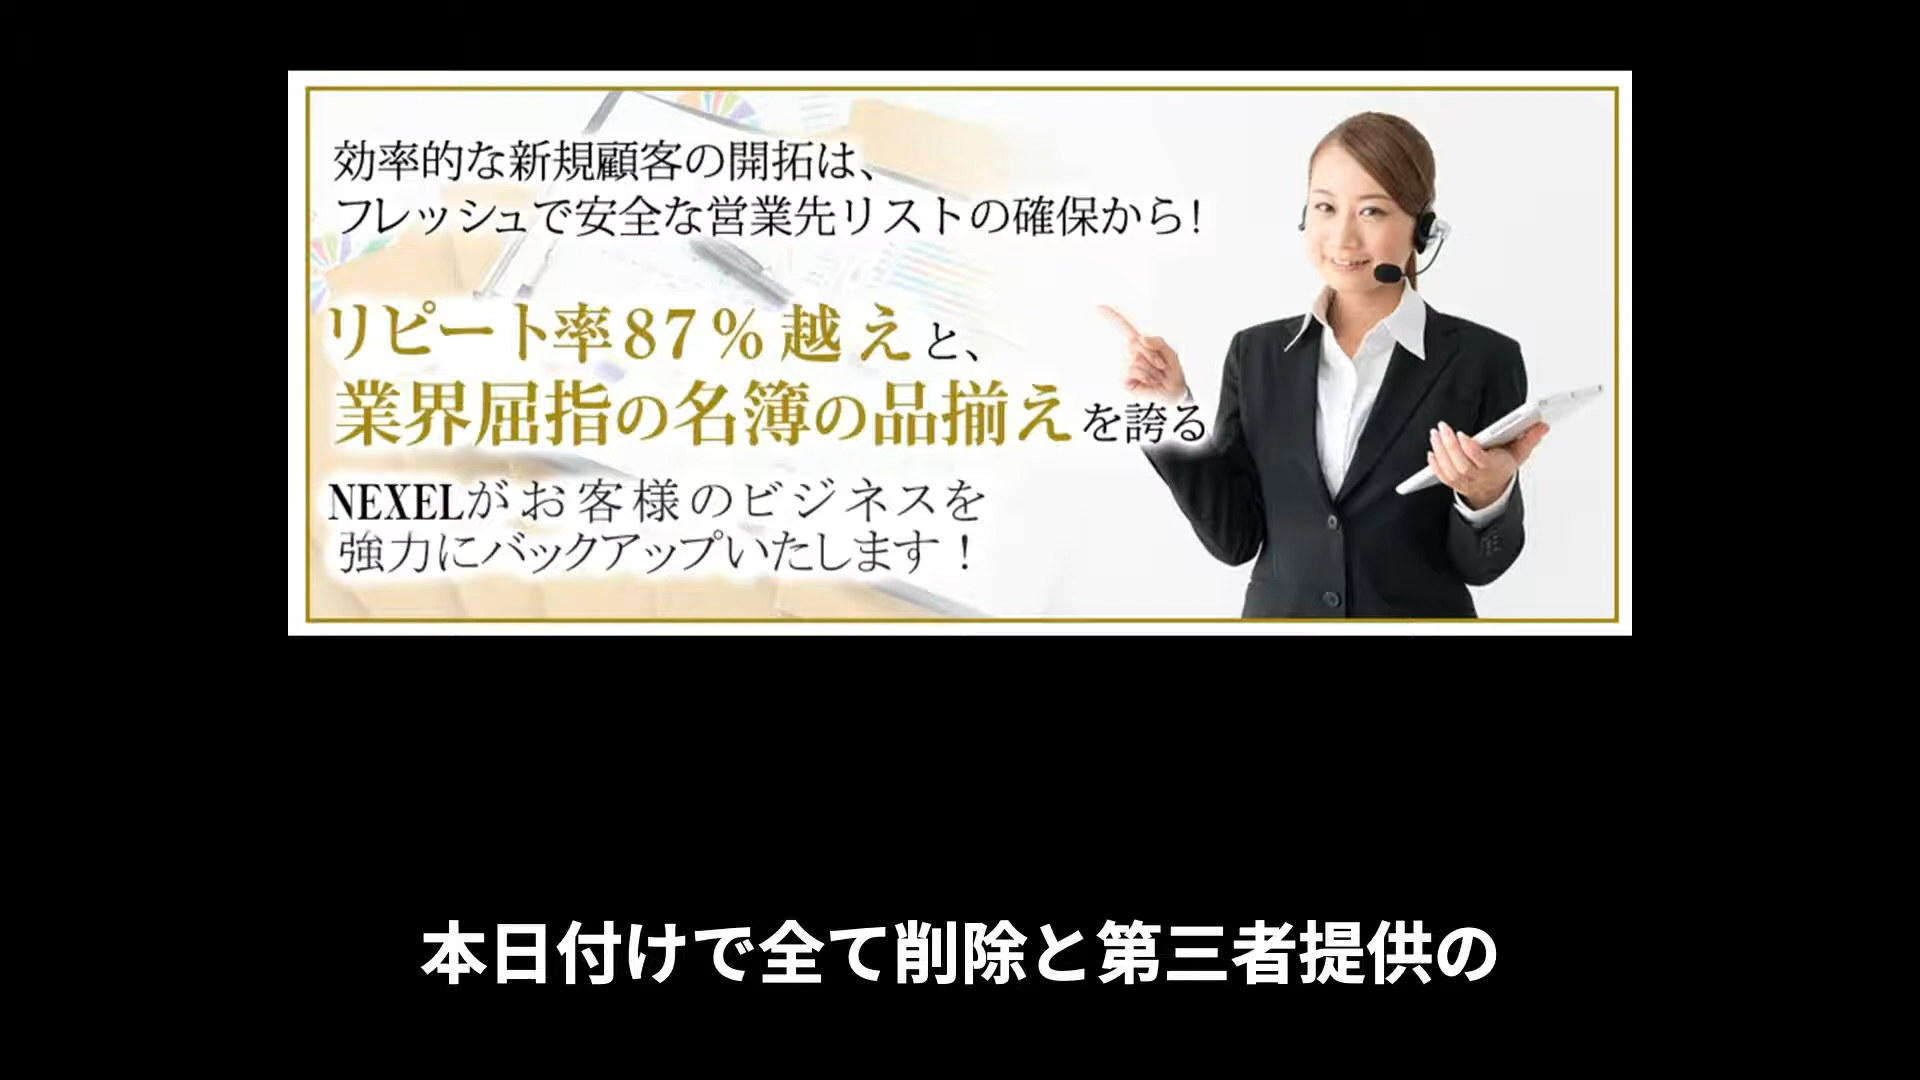 効率的な新規顧客の開拓は、
フレッシュで安全な営業先リストの確保から!
リピート率87%越えと、
業界屈指の名簿の品揃えを誇る
NEXELがお客様のビジネスを
強力にバックアップいたします!
本日付けで全て削除と第三者提供の